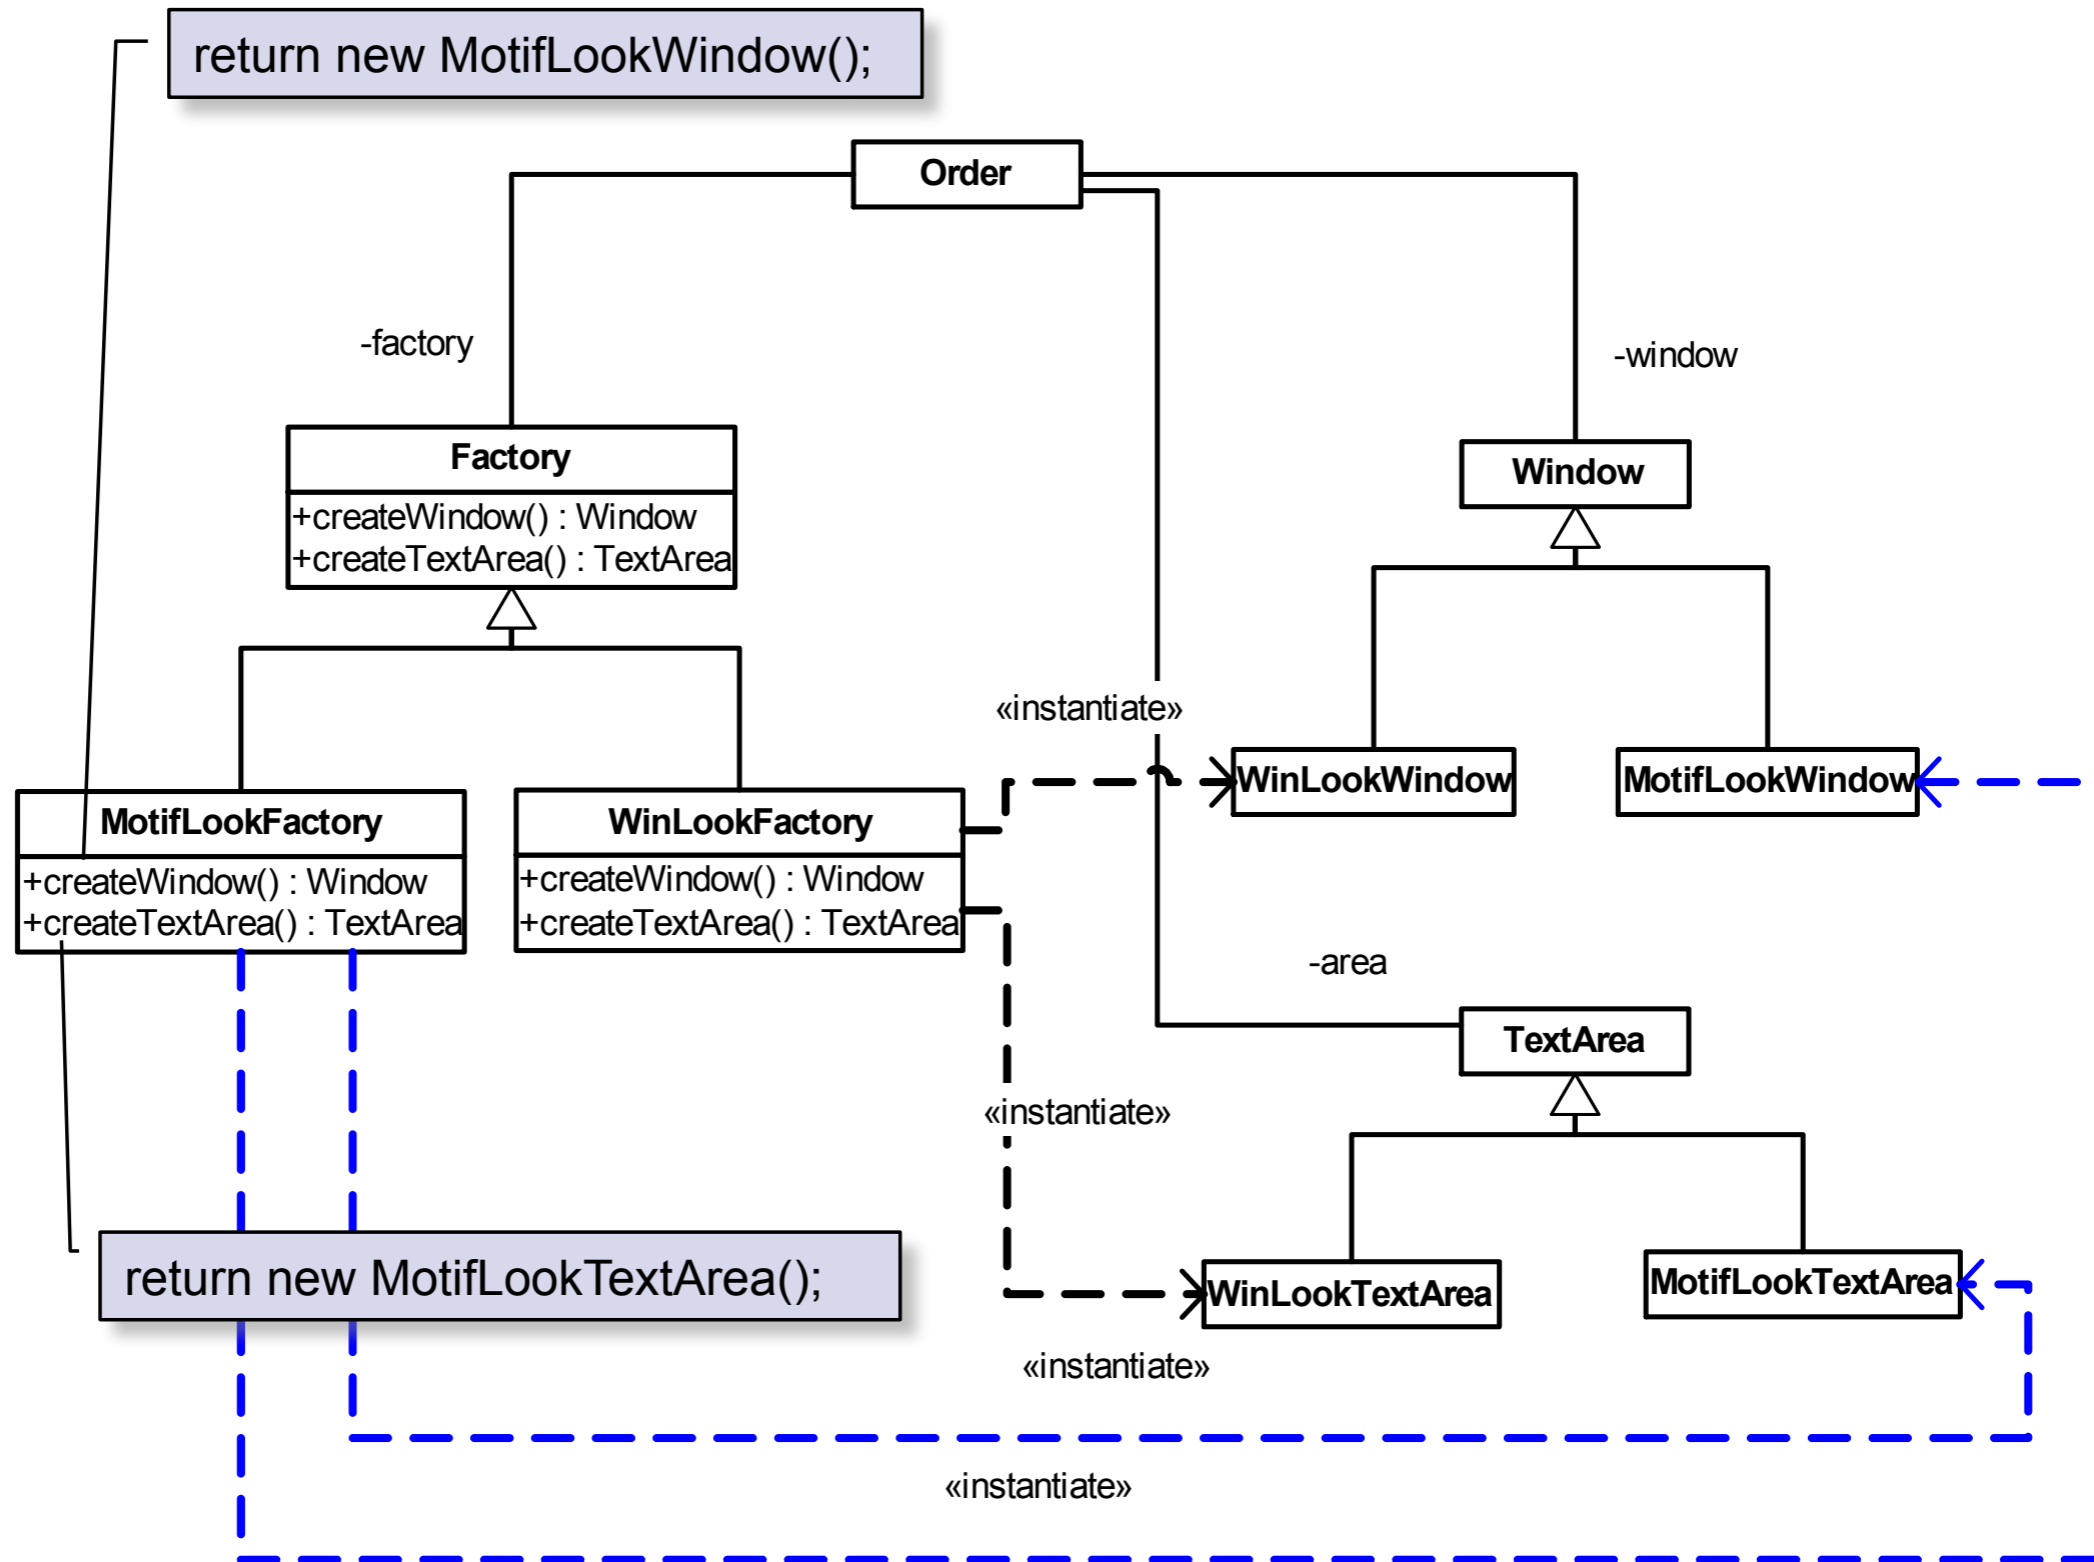 return new MotifLookWindow();
Order
-factory
-window
Factory
+createWindow() : Window
+createTextArea() : TextArea
Window
«instantiate»
WinLookWindow
MotifLookWindow
MotifLookFactory
+createWindow() : Window
+createTextArea() : TextArea
WinLookFactory
+createWindow() : Window
+createTextArea() : TextArea
-area
TextArea
«instantiate»
return new MotifLookTextArea();
WinLookTextArea
MotifLookTextArea
«instantiate»
«instantiate»